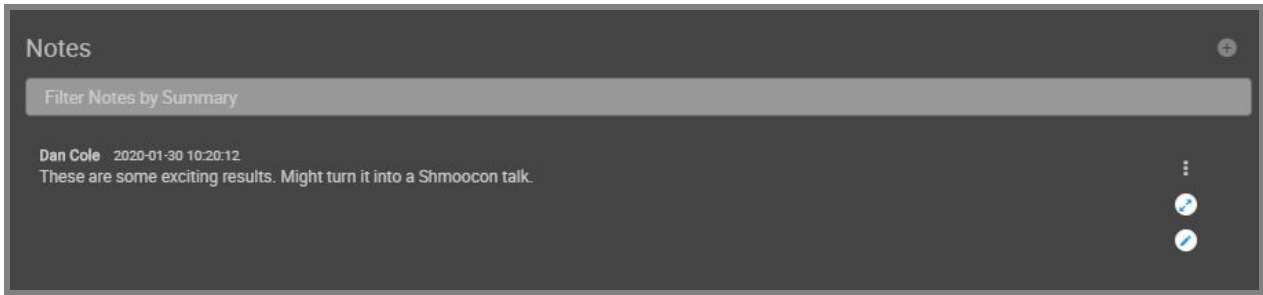 Notes
Filter Notes by Summary
Dan Cole 2020-01-30 10:20:12
These are some exciting results. Might turn it into a Shmoocon talk.